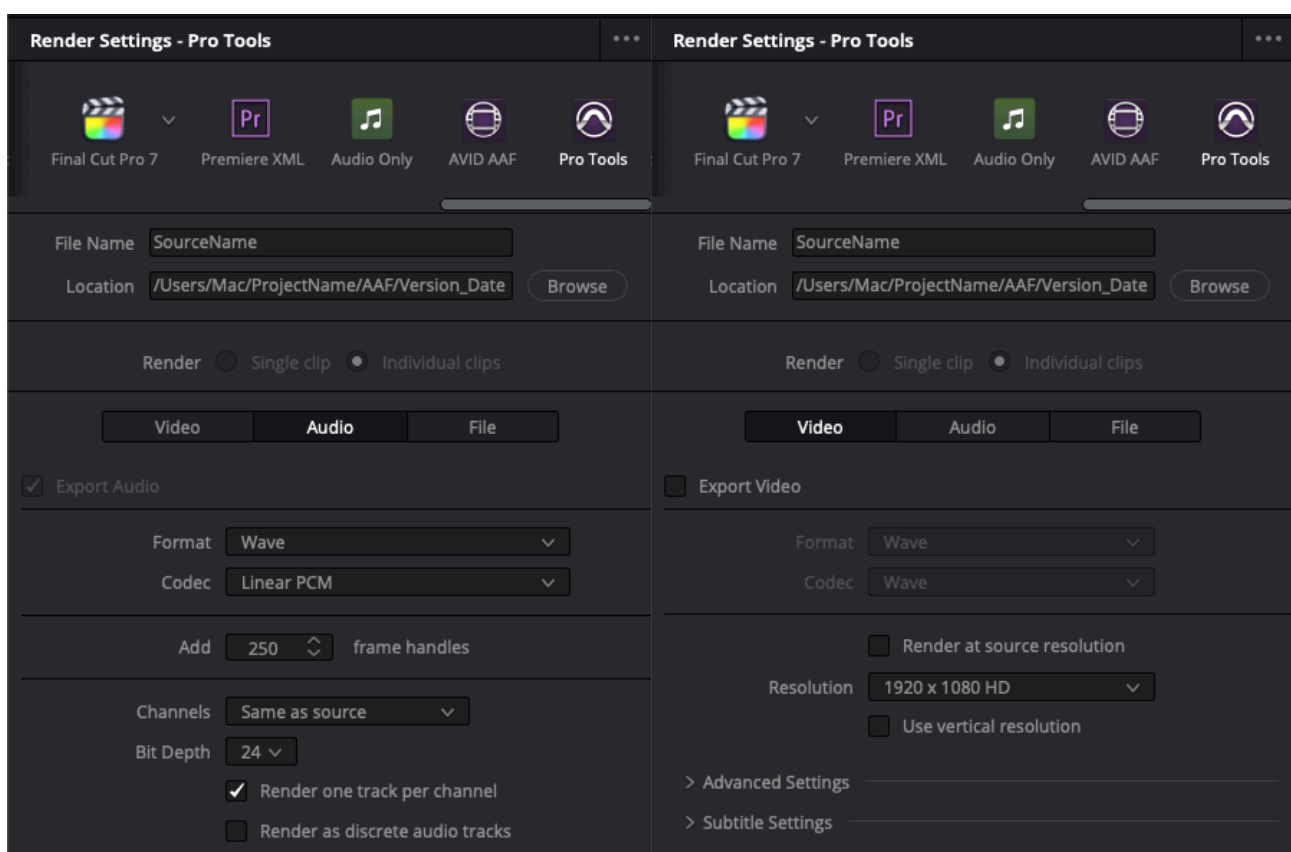 Render Settings - Pro Tools
Final Cut Pro 7
Pr
Premiere XML
Audio Only
AVID AAF
Pro Tools
File Name SourceName
Location /Users/Mac/ProjectName/AAF/Version_Date Browse
Render Single clip Individual clips
Video Audio File
Export Audio
Format Wave
Codec Linear PCM
Add 250 frame handles
Channels Same as source
Bit Depth 24
Render one track per channel
Render as discrete audio tracks
Render Settings - Pro Tools
Final Cut Pro 7
Pr
Premiere XML
Audio Only
AVID AAF
Pro Tools
File Name SourceName
Location /Users/Mac/ProjectName/AAF/Version_Date Browse
Render Single clip Individual clips
Video Audio File
Export Video
Format Wave
Codec Wave
Render at source resolution
Resolution 1920 x 1080 HD
Use vertical resolution
Advanced Settings
Subtitle Settings